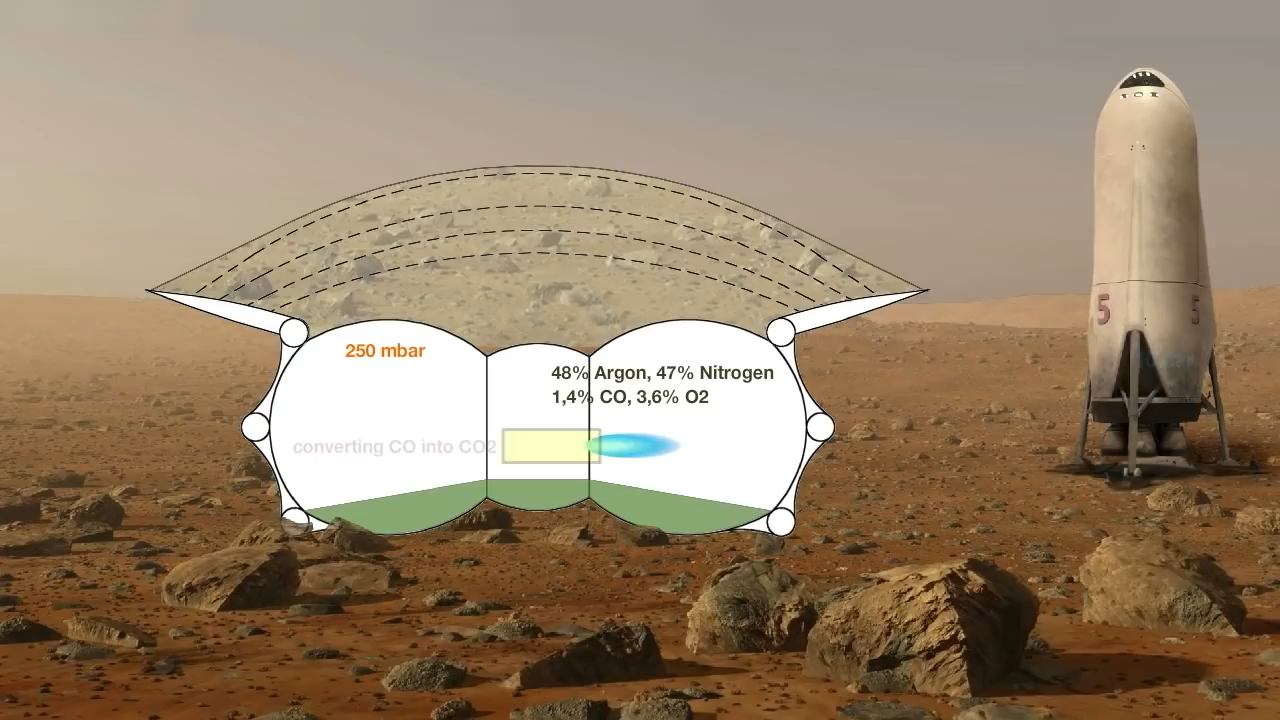 250 mbar
48% Argon, 47% Nitrogen
1,4% CO, 3,6% O2
converting CO into CO2
5
5